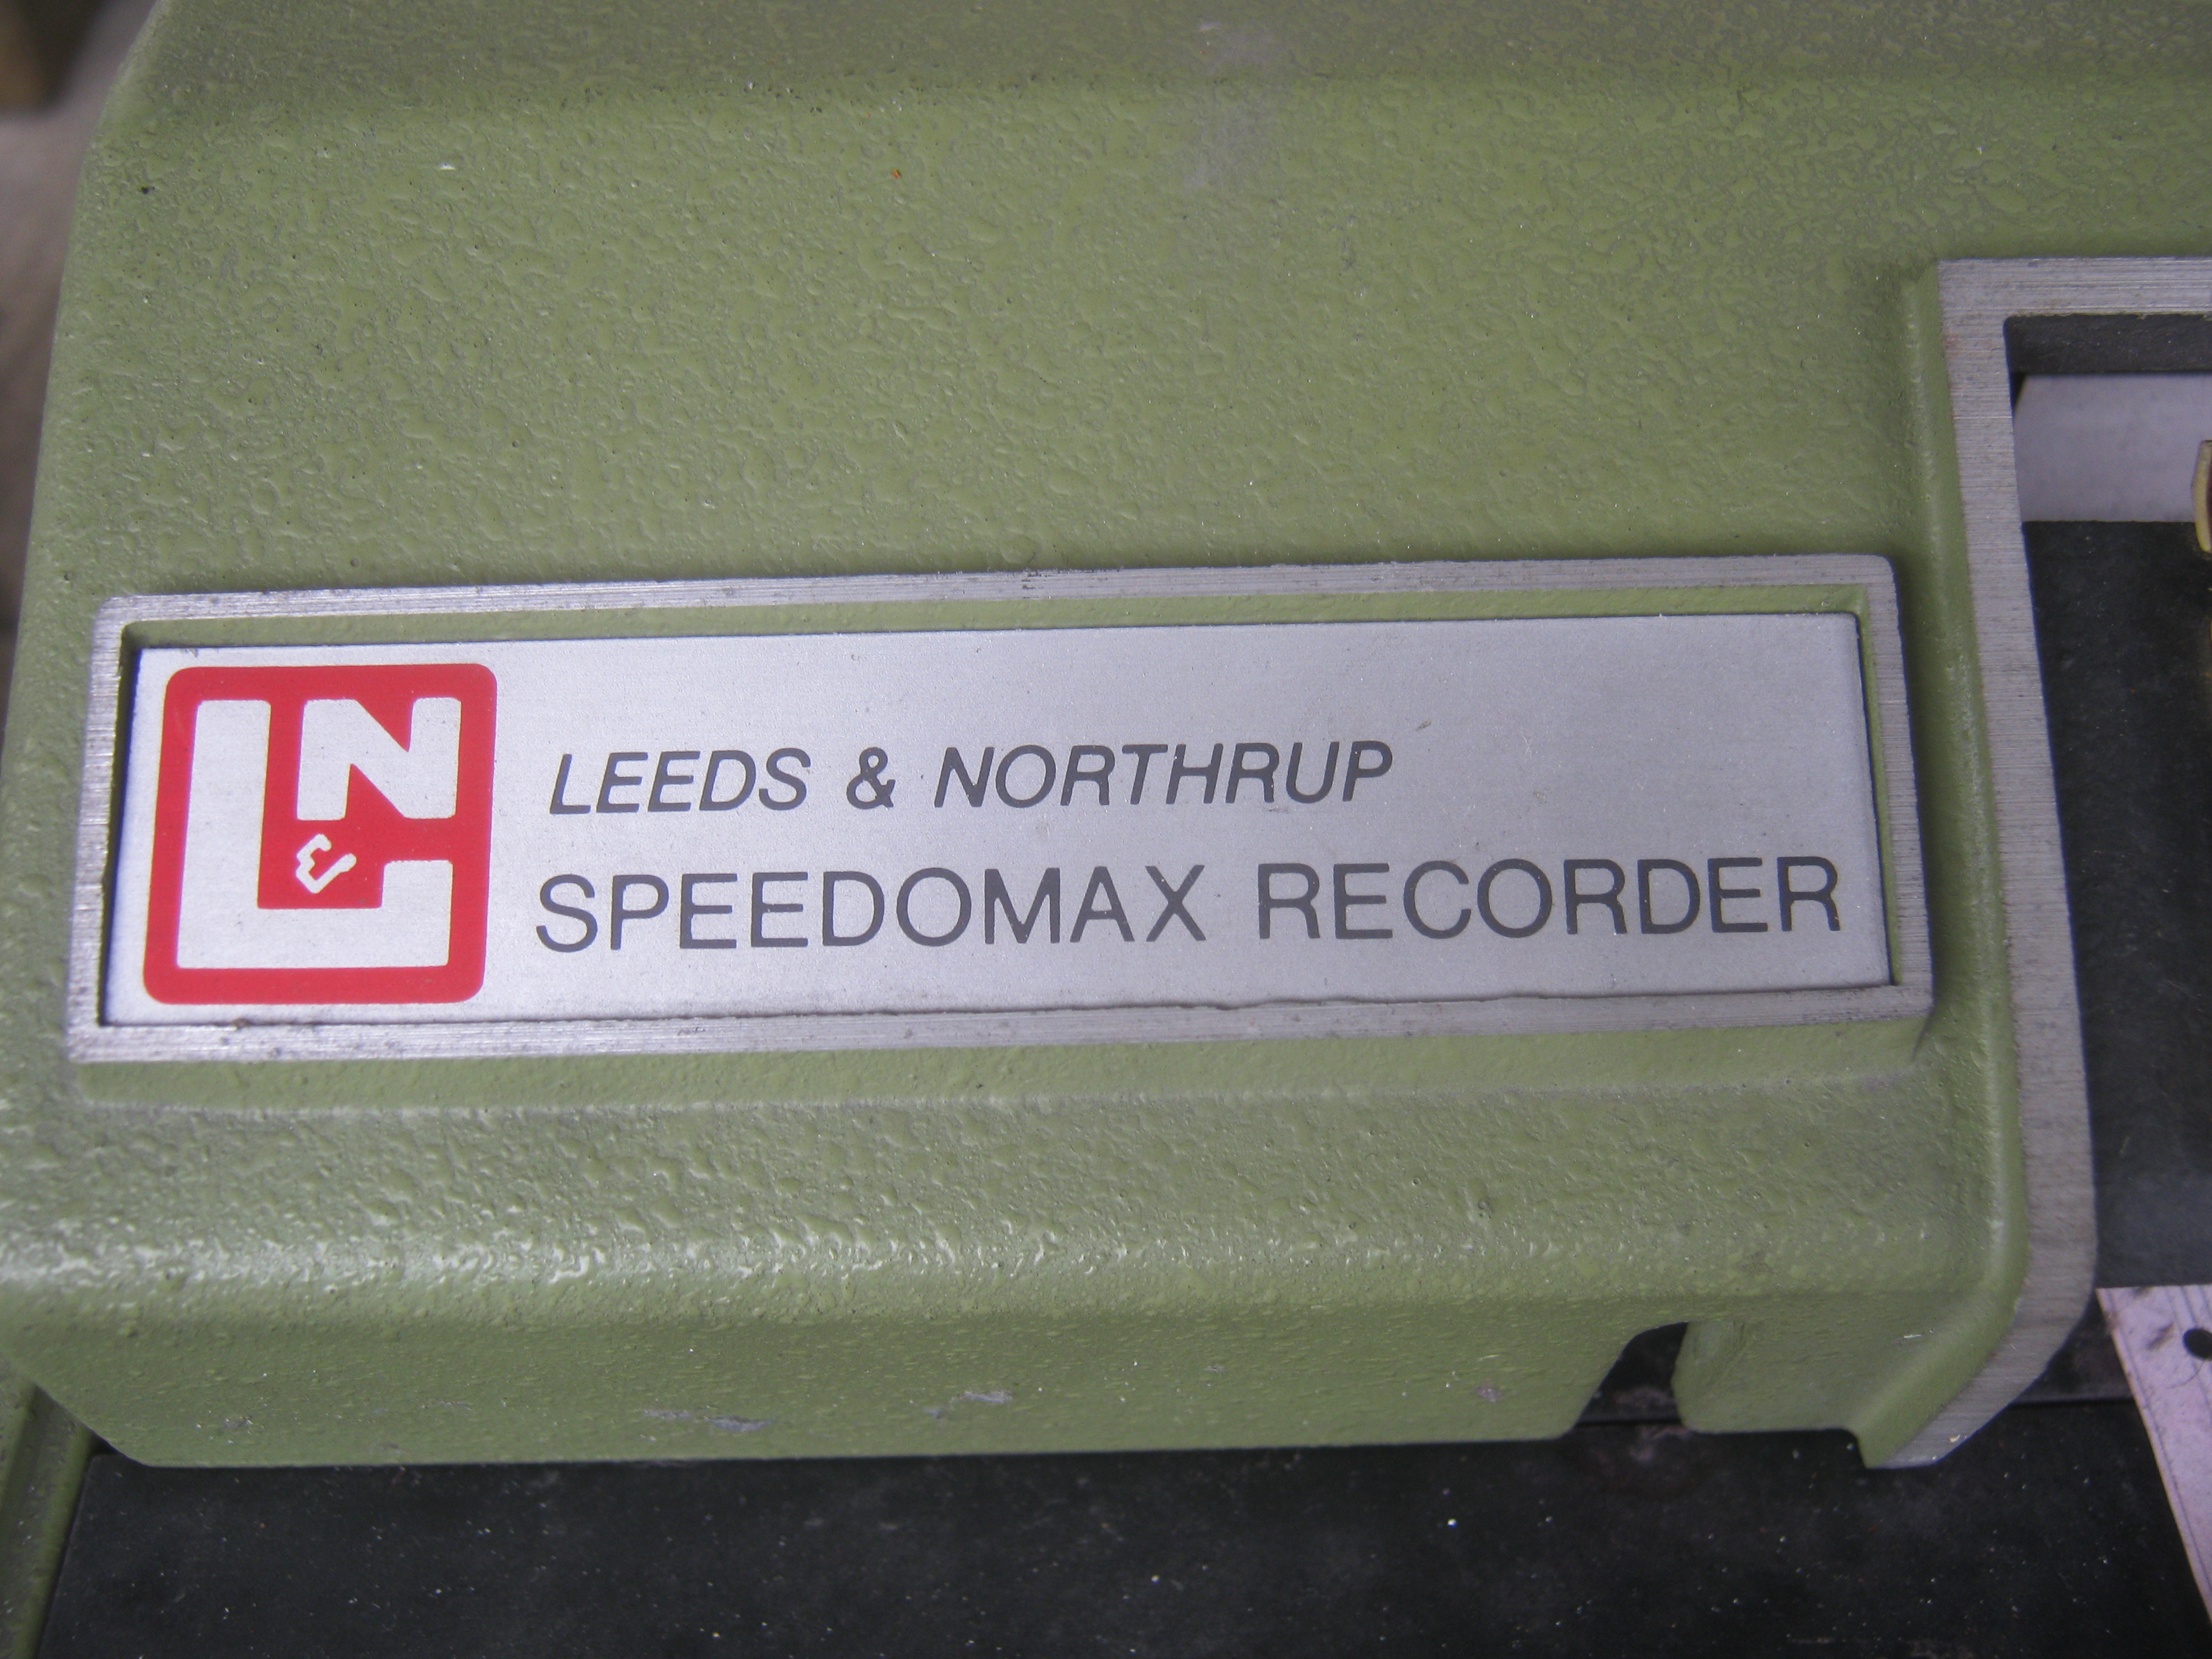 L&N
LEEDS & NORTHRUP
SPEEDOMAX RECORDER